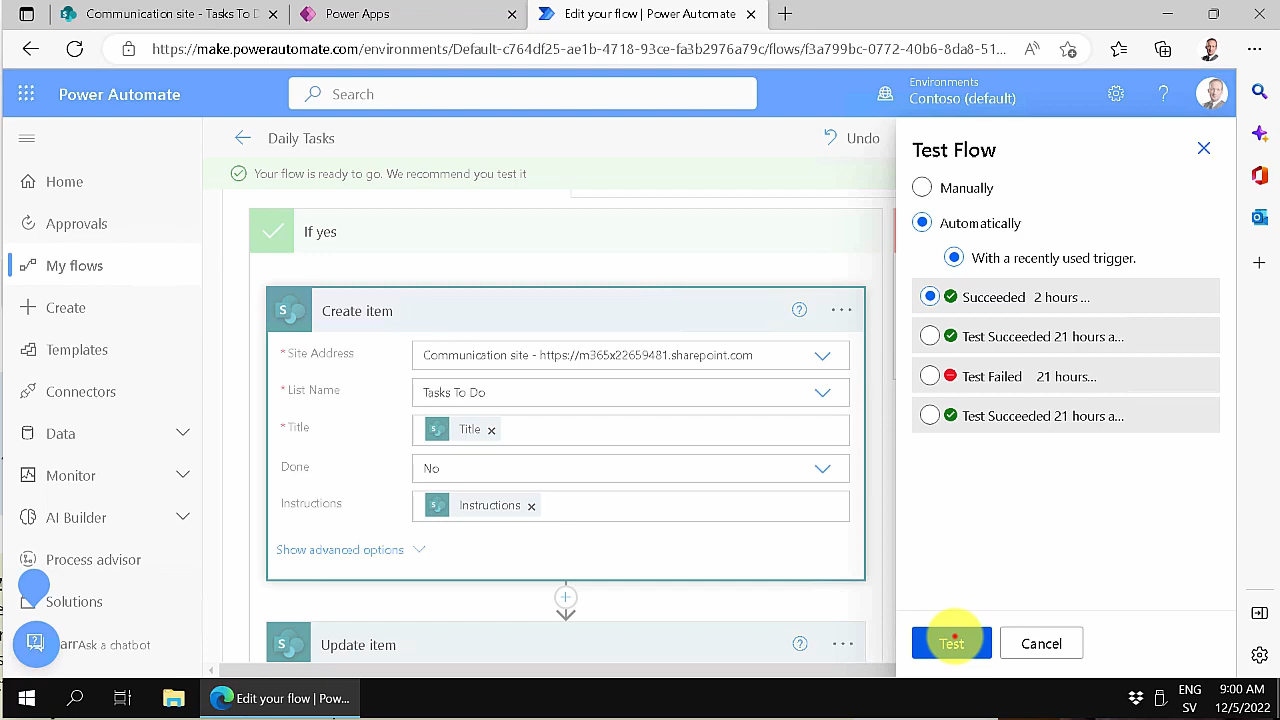 Communication site - Tasks To D
Power Apps
Edit your flow | Power Automate
https://make.powerautomate.com/environments/Default-c764df25-ae1b-4718-93ce-fa3b2976a79c/flows/f3a799bc-0772-40b6-8da8-51...
Power Automate
Search
Environments
Contoso (default)
Daily Tasks
Undo
Your flow is ready to go. We recommend you test it
Home
Approvals
My flows
Create
Templates
Connectors
Data
Monitor
AI Builder
Process advisor
Solutions
Ask a chatbot
If yes
Create item
* Site Address
Communication site - https://m365x22659481.sharepoint.com
* List Name
Tasks To Do
* Title
Title
Done
No
Instructions
Instructions
Show advanced options
Update item
Test Flow
Manually
Automatically
With a recently used trigger.
Succeeded 2 hours ...
Test Succeeded 21 hours a...
Test Failed 21 hours...
Test Succeeded 21 hours a...
Test
Cancel
Edit your flow | Pow...
ENG
SV
9:00 AM
12/5/2022